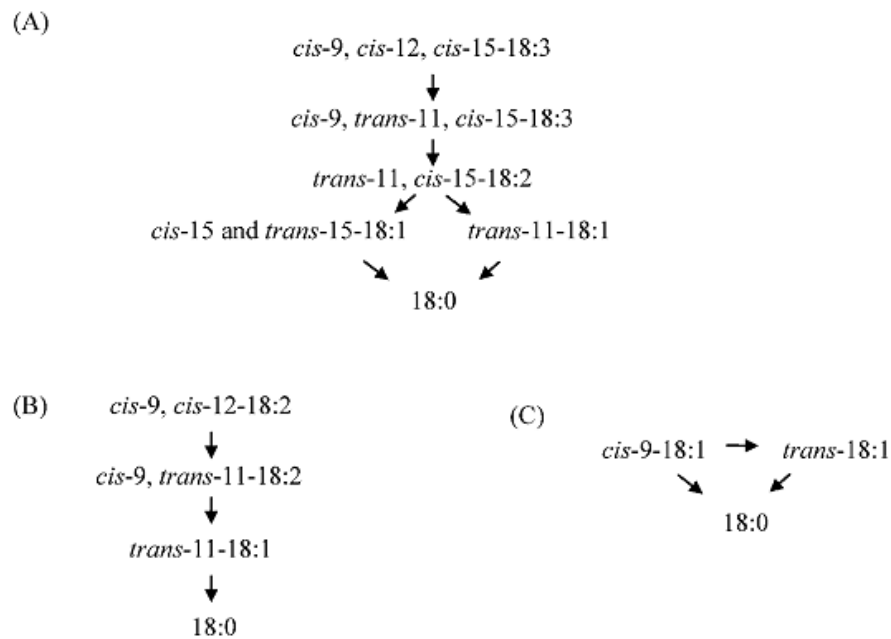 (A)
cis-9, cis-12, cis-15-18:3
cis-9, trans-11, cis-15-18:3
trans-11, cis-15-18:2
cis-15 and trans-15-18:1 trans-11-18:1
18:0
(B)
cis-9, cis-12-18:2
cis-9, trans-11-18:2
trans-11-18:1
18:0
(C)
cis-9-18:1 trans-18:1
18:0